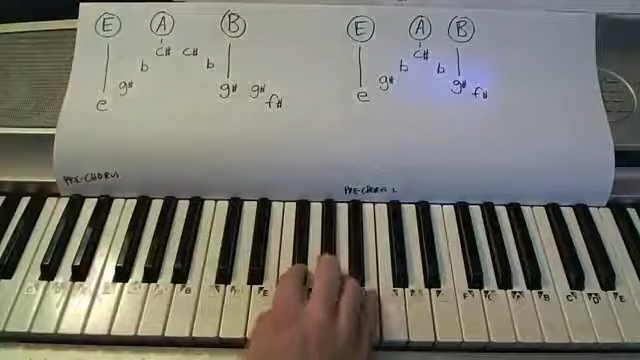 E A B E A B
c# c# c#
b b b b
g# g# g# g# g#
e f# e f#
PRE-CHORUS PRE-CHORUS 2
E B E F C A B C D E